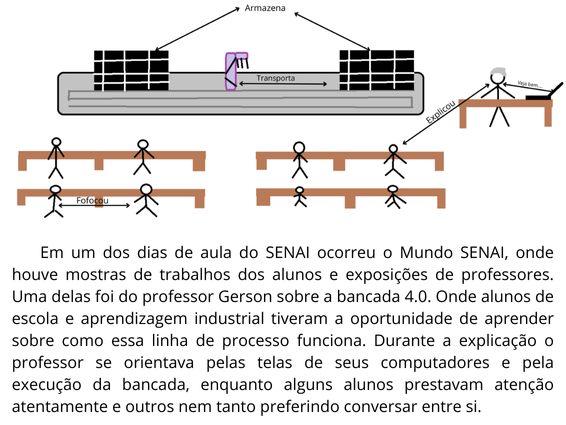 Armazena
Transporta
Veja bem...
Explicou
Fofocou
Em um dos dias de aula do SENAI ocorreu o Mundo SENAI, onde
houve mostras de trabalhos dos alunos e exposições de professores.
Uma delas foi do professor Gerson sobre a bancada 4.0. Onde alunos de
escola e aprendizagem industrial tiveram a oportunidade de aprender
sobre como essa linha de processo funciona. Durante a explicação o
professor se orientava pelas telas de seus computadores e pela
execução da bancada, enquanto alguns alunos prestavam atenção
atentamente e outros nem tanto preferindo conversar entre si.